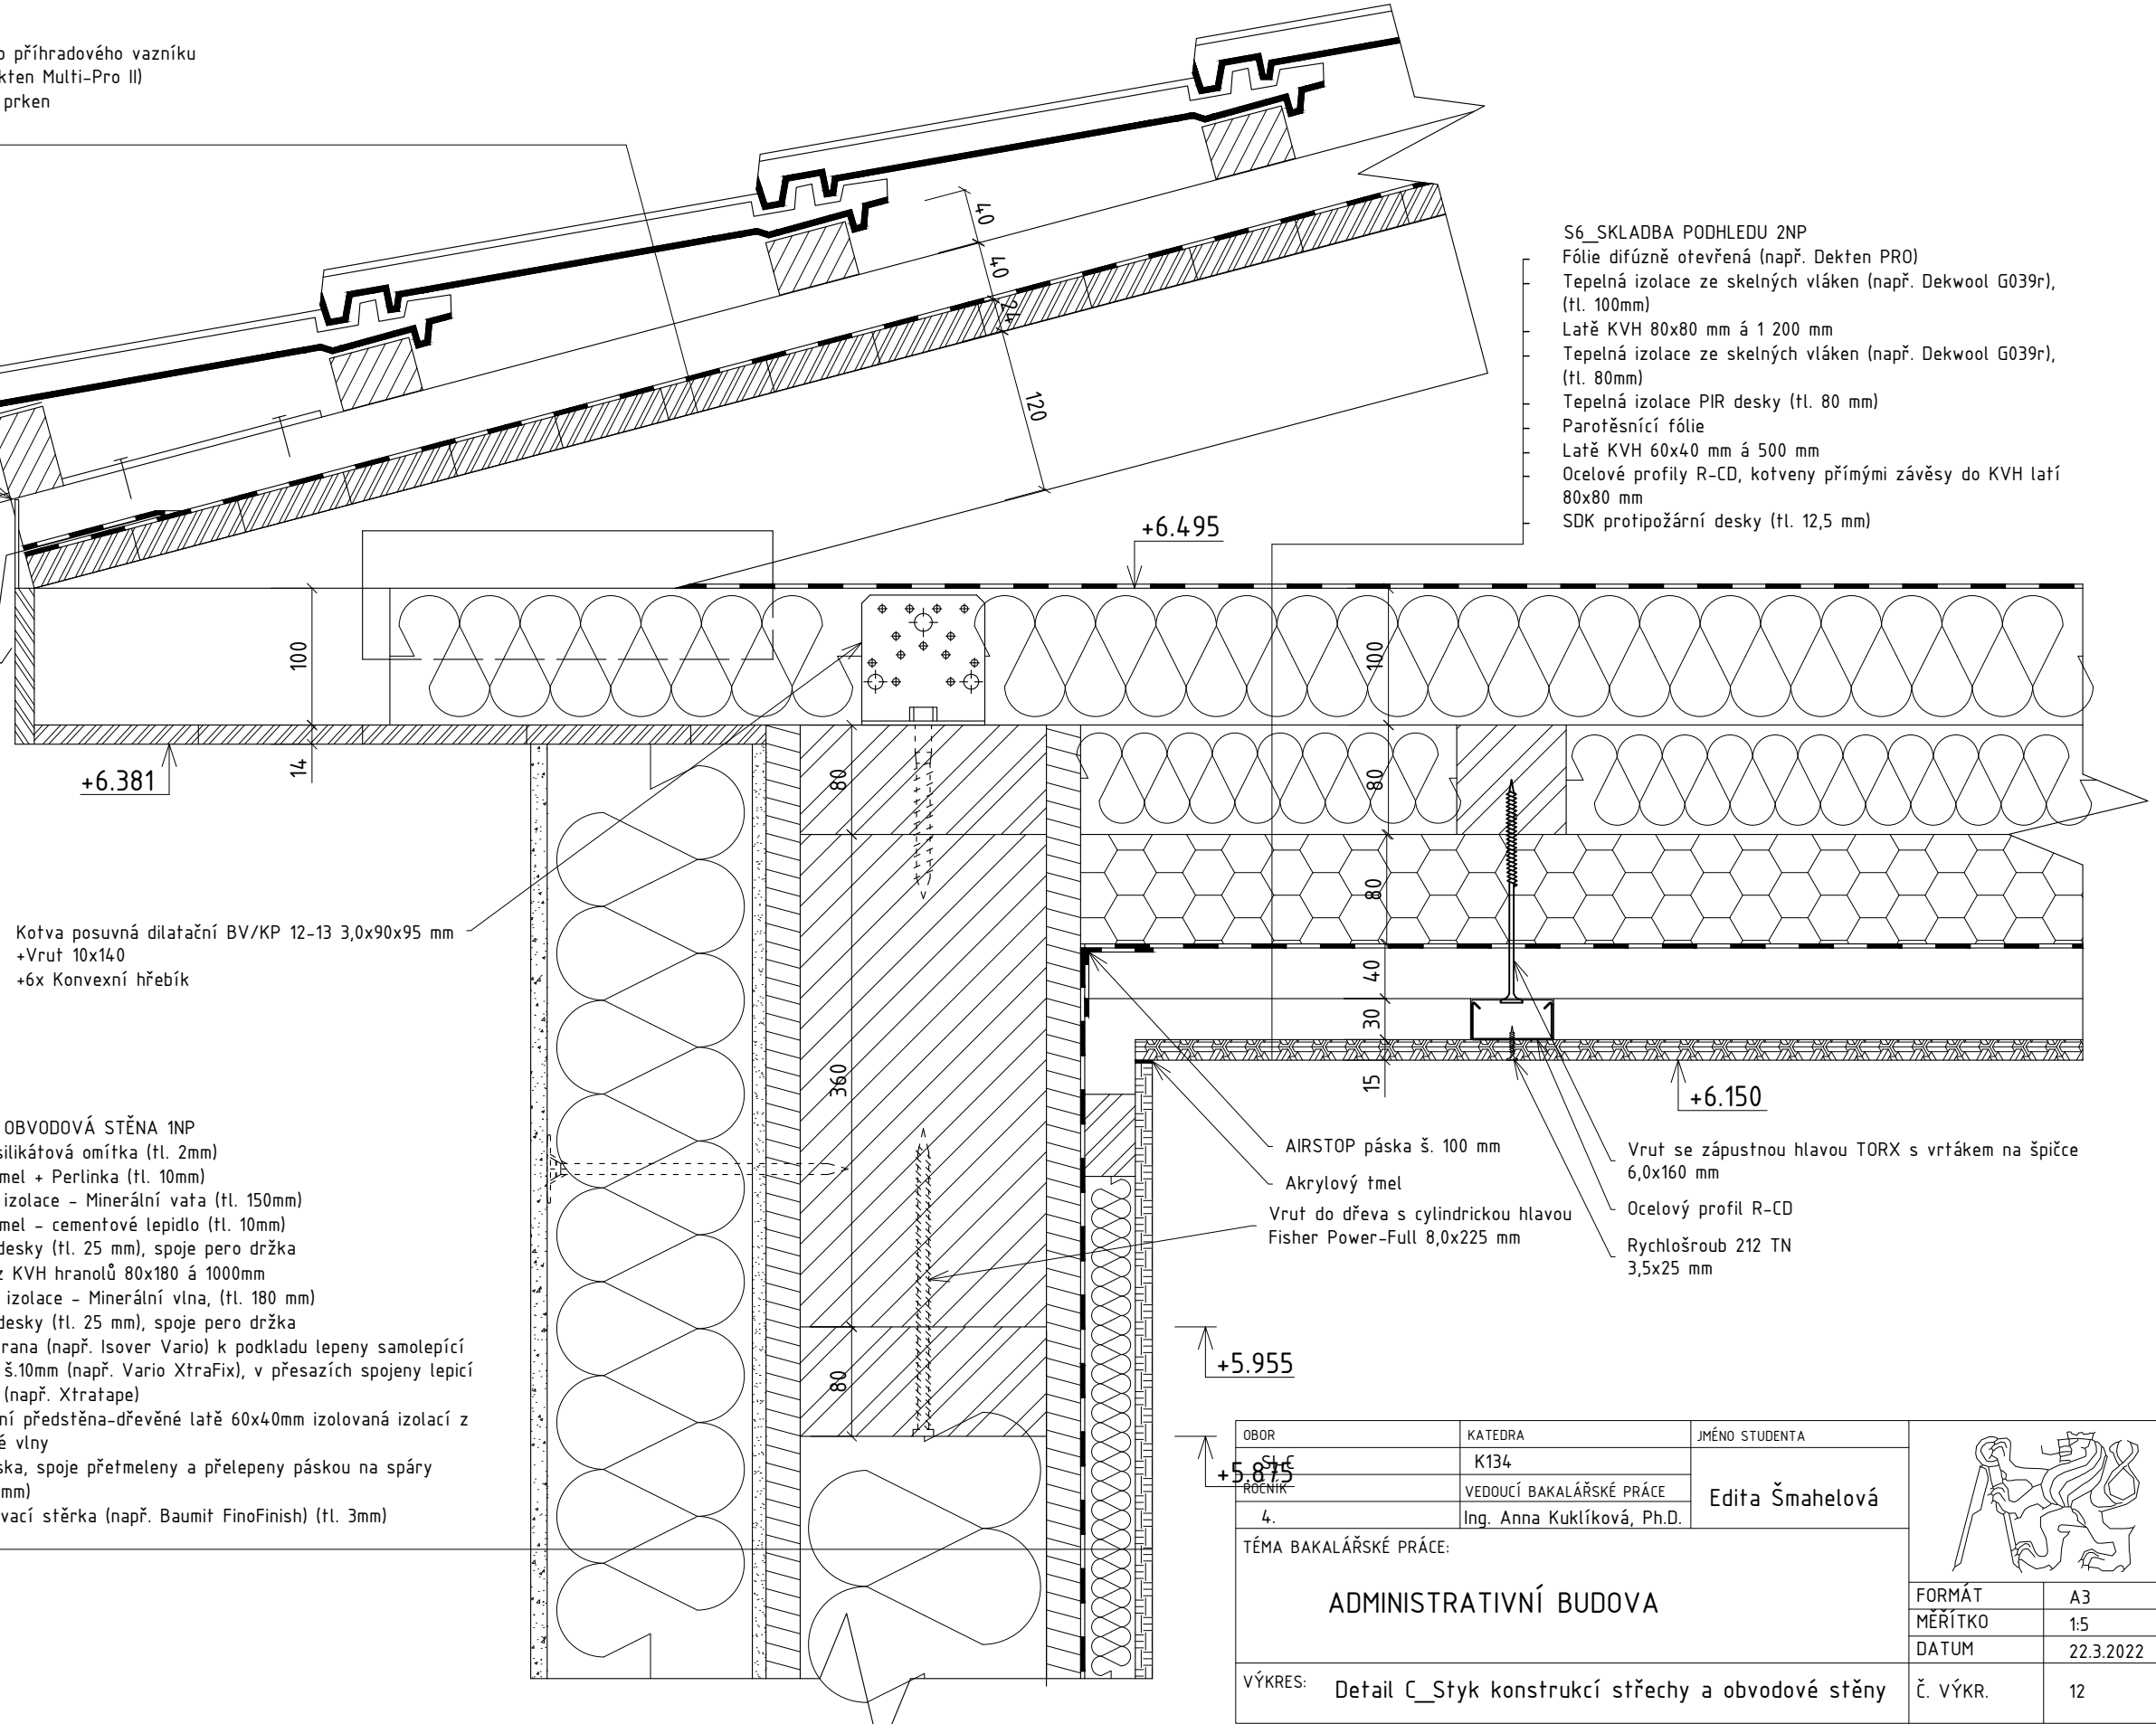 příhradového vazníku
Multi-Pro II)
prken
40
40
24
120
S6_SKLADBA PODHLEDU 2NP
Fólie difúzně otevřená (např. Dekten PRO)
Tepelná izolace ze skelných vláken (např. Dekwool G039r),
(tl. 100mm)
Latě KVH 80x80 mm á 1 200 mm
Tepelná izolace ze skelných vláken (např. Dekwool G039r),
(tl. 80mm)
Tepelná izolace PIR desky (tl. 80 mm)
Parotěsnící fólie
Latě KVH 60x40 mm á 500 mm
Ocelové profily R-CD, kotveny přímými závěsy do KVH latí
80x80 mm
SDK protipožární desky (tl. 12,5 mm)
+6.495
100
14
+6.381
100
80
80
40
30
15
80
360
80
+6.150
Kotva posuvná dilatační BV/KP 12-13 3,0x90x95 mm
+Vrut 10x140
+6x Konvexní hřebík
OBVODOVÁ STĚNA 1NP
silikátová omítka (tl. 2mm)
mel + Perlinka (tl. 10mm)
izolace - Minerální vata (tl. 150mm)
mel - cementové lepidlo (tl. 10mm)
desky (tl. 25 mm), spoje pero držka
z KVH hranolů 80x180 á 1000mm
izolace - Minerální vlna, (tl. 180 mm)
desky (tl. 25 mm), spoje pero držka
rana (např. Isover Vario) k podkladu lepeny samolepící
š.10mm (např. Vario XtraFix), v přesazích spojeny lepicí
(např. Xtratape)
ní předstěna-dřevěné latě 60x40mm izolovaná izolací z
é vlny
ska, spoje přetmeleny a přelepeny páskou na spáry
mm)
vací stěrka (např. Baumit FinoFinish) (tl. 3mm)
AIRSTOP páska š. 100 mm
Akrylový tmel
Vrut do dřeva s cylindrickou hlavou
Fisher Power-Full 8,0x225 mm
Vrut se zápustnou hlavou TORX s vrtákem na špičce
6,0x160 mm
Ocelový profil R-CD
Rychlošroub 212 TN
3,5x25 mm
+5.955
+5.875
OBOR
KATEDRA
JMÉNO STUDENTA
K134
ROČNÍK
VEDOUCÍ BAKALÁŘSKÉ PRÁCE
Edita Šmahelová
4.
Ing. Anna Kuklíková, Ph.D.
TÉMA BAKALÁŘSKÉ PRÁCE:
ADMINISTRATIVNÍ BUDOVA
FORMÁT A3
MĚŘÍTKO 1:5
DATUM 22.3.2022
VÝKRES: Detail C_Styk konstrukcí střechy a obvodové stěny
Č. VÝKR. 12